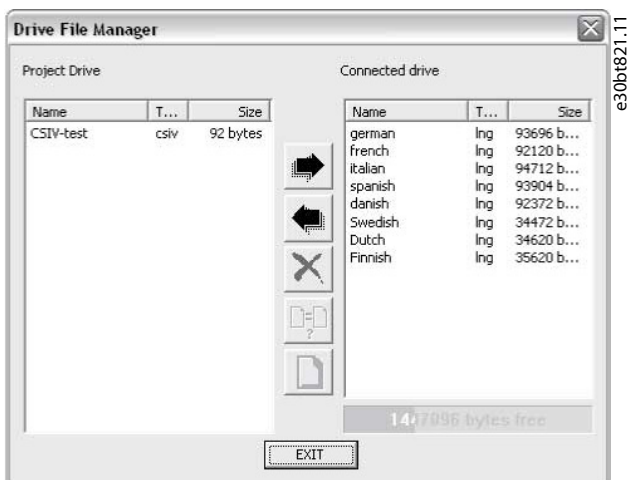 Drive File Manager
Project Drive
Name T... Size
CSIV-test csiv 92 bytes
Connected drive
Name T... Size
german lng 93696 b...
french lng 92120 b...
italian lng 94712 b...
spanish lng 93904 b...
danish lng 92372 b...
Swedish lng 34472 b...
Dutch lng 34620 b...
Finnish lng 35620 b...
?
1447096 bytes free
EXIT
e30bt821.11